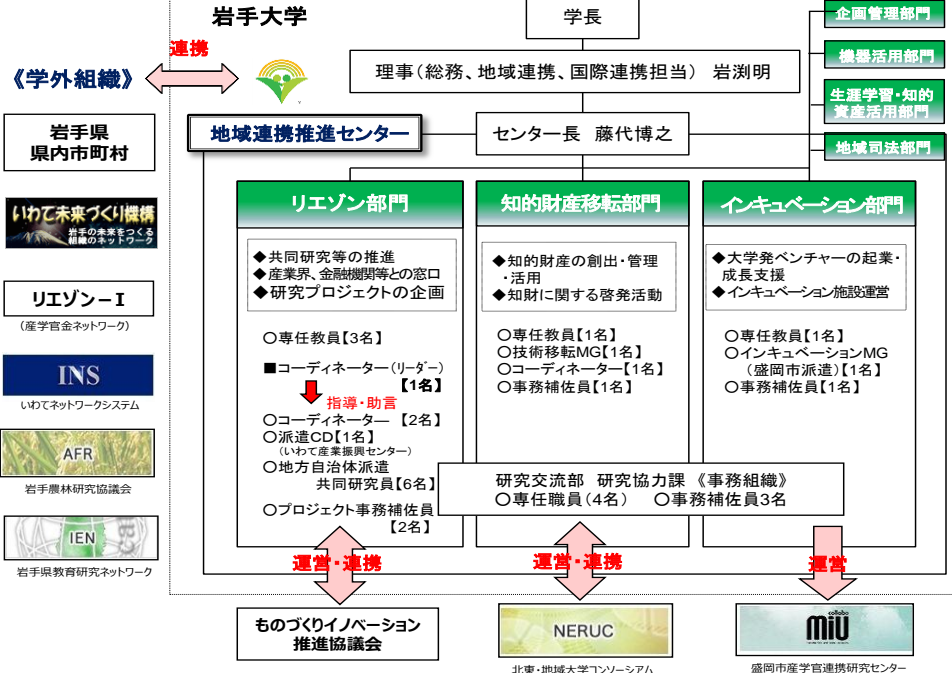 岩手大学
学長
企画管理部門
連携
機器活用部門
《学外組織》
理事（総務、地域連携、国際連携担当） 岩渕明
生涯学習・知的
資産活用部門
岩手県
県内市町村
地域連携推進センター
センター長 藤代博之
地域司法部門
いわて未来づくり機構
岩手の未来をつくる
組織のネットワーク
リエゾン－Ⅰ
（産学官金ネットワーク）
INS
いわてネットワークシステム
AFR
岩手農林研究協議会
IEN
岩手県教育研究ネットワーク
リエゾン部門
◆共同研究等の推進
◆産業界、金融機関等との窓口
◆研究プロジェクトの企画
○専任教員【3名】
■コーディネーター（リーダー）
【1名】
指導・助言
○コーディネーター 【2名】
○派遣CD【1名】
（いわて産業振興センター）
○地方自治体派遣
共同研究員【6名】
○プロジェクト事務補佐員
【2名】
知的財産移転部門
◆知的財産の創出・管理
・活用
◆知財に関する啓発活動
○専任教員【1名】
○技術移転MG【1名】
○コーディネーター【1名】
○事務補佐員【1名】
インキュベーション部門
◆大学発ベンチャーの起業・
成長支援
◆インキュベーション施設運営
○専任教員【1名】
○インキュベーションMG
（盛岡市派遣）【1名】
○事務補佐員【1名】
研究交流部 研究協力課 《事務組織》
○専任職員（4名） ○事務補佐員3名
運営・連携
運営・連携
運営
ものづくりイノベーション
推進協議会
NERUC
北東・地域大学コンソーシアム
collabo
MIU
盛岡市産学官連携研究センター